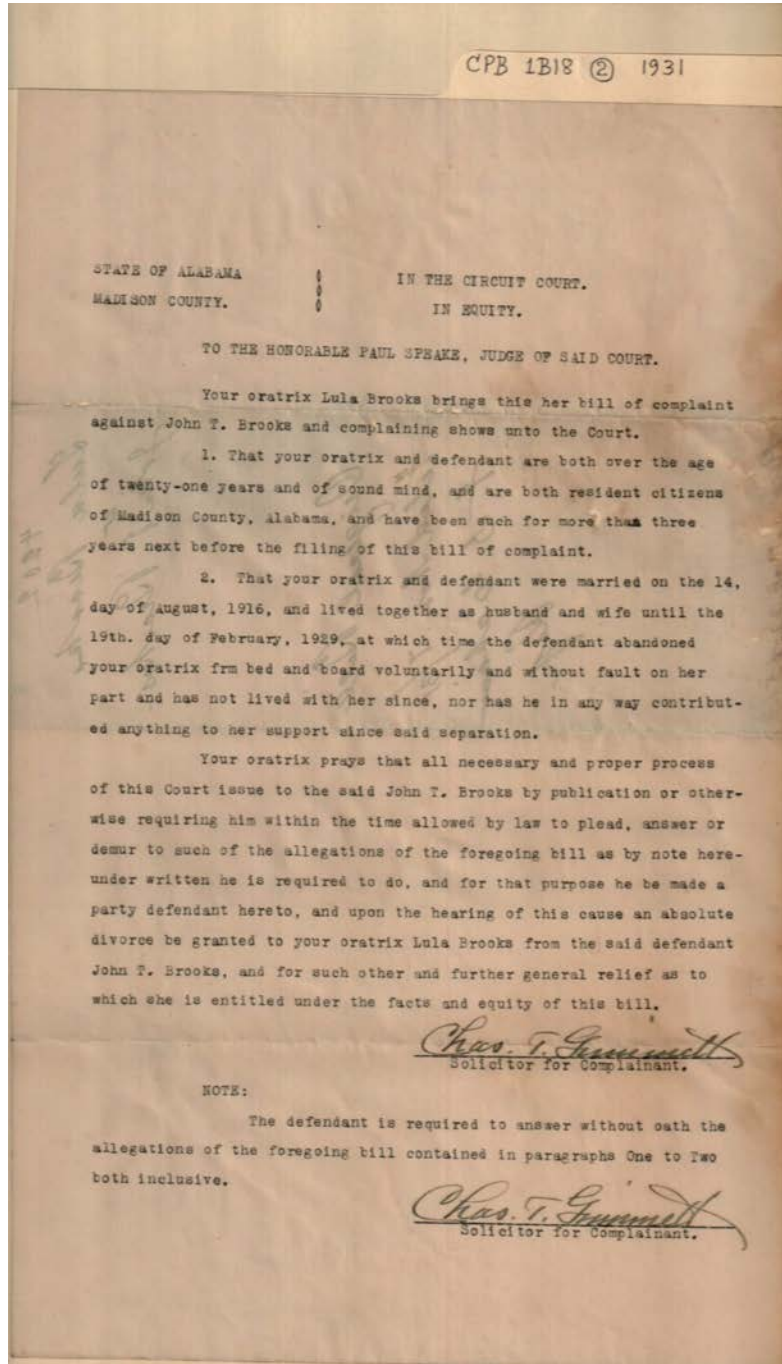 CPB 1B18 ② 1931
STATE OF ALABAMA
MADISON COUNTY.
IN THE CIRCUIT COURT.
IN EQUITY.
TO THE HONORABLE PAUL SPEAKE, JUDGE OF SAID COURT.
Your oratrix Lula Brooks brings this her bill of complaint
against John T. Brooks and complaining shows unto the Court.
1. That your oratrix and defendant are both over the age
of twenty-one years and of sound mind, and are both resident citizens
of Madison County, Alabama, and have been such for more than three
years next before the filing of this bill of complaint.
2. That your oratrix and defendant were married on the 14,
day of August, 1916, and lived together as husband and wife until the
19th. day of February, 1929, at which time the defendant abandoned
your oratrix frm bed and board voluntarily and without fault on her
part and has not lived with her since, nor has he in any way contribut-
ed anything to her support since said separation.
Your oratrix prays that all necessary and proper process
of this Court issue to the said John T. Brooks by publication or other-
wise requiring him within the time allowed by law to plead, answer or
demur to such of the allegations of the foregoing bill as by note here-
under written he is required to do, and for that purpose he be made a
party defendant hereto, and upon the hearing of this cause an absolute
divorce be granted to your oratrix Lula Brooks from the said defendant
John T. Brooks, and for such other and further general relief as to
which she is entitled under the facts and equity of this bill.
Chas. T. Grimmett
Solicitor for Complainant.
NOTE:
The defendant is required to answer without oath the
allegations of the foregoing bill contained in paragraphs One to Two
both inclusive.
Chas. T. Grimmett
Solicitor for Complainant.